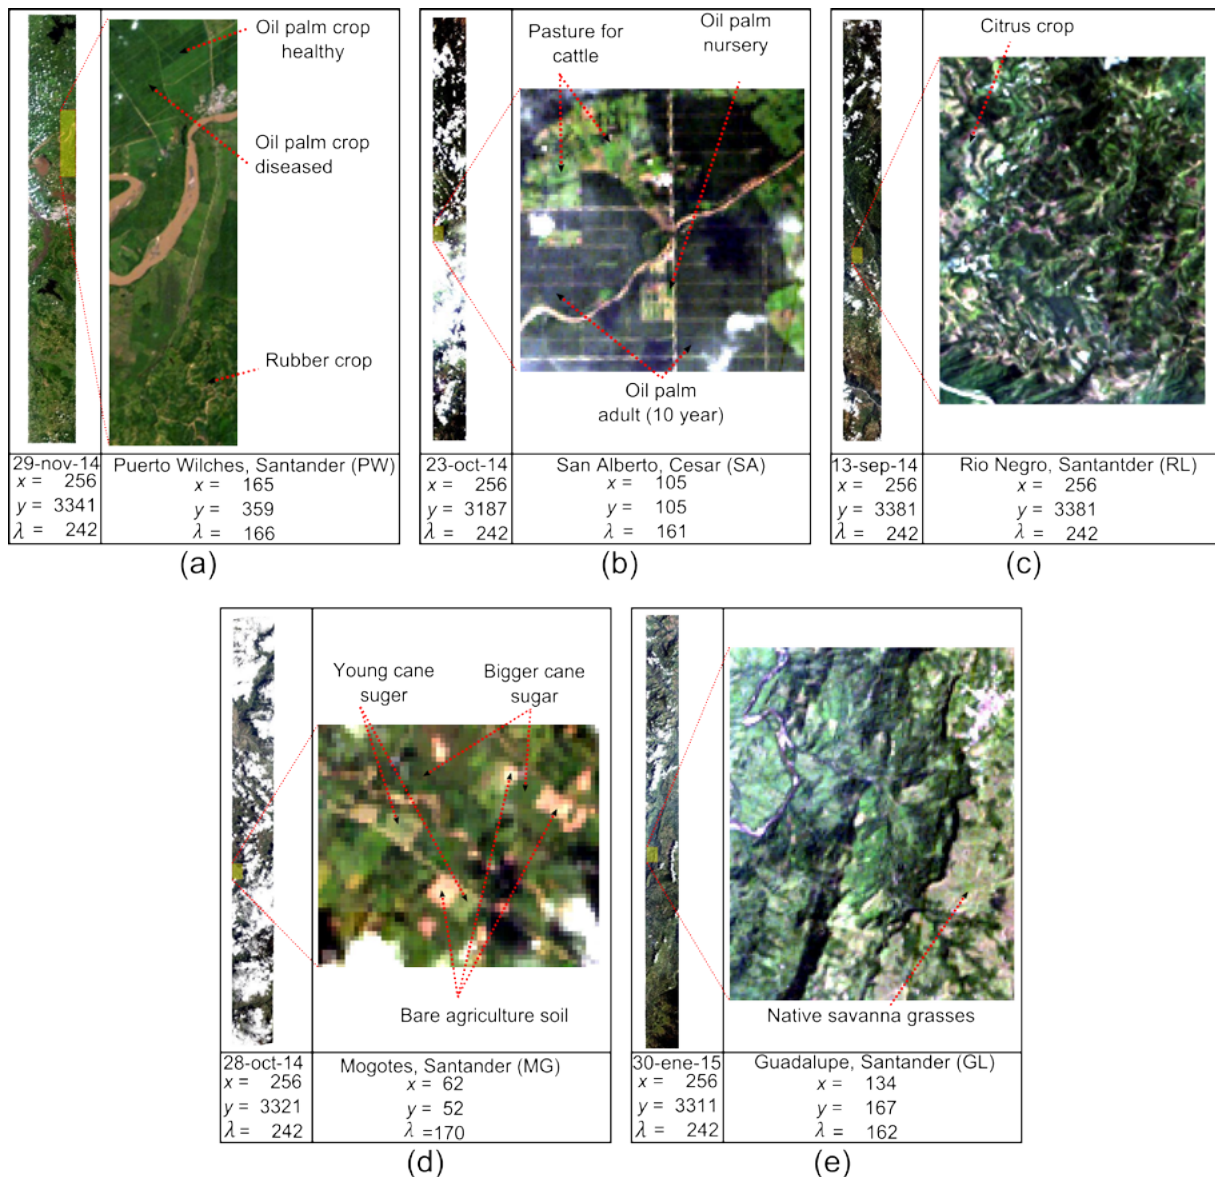 Oil palm crop
healthy
Oil palm crop
diseased
Rubber crop
29-nov-14
x = 256
y = 3341
λ = 242
Puerto Wilches, Santander (PW)
x = 165
y = 359
λ = 166
(a)
Pasture for
cattle
Oil palm
nursery
Oil palm
adult (10 year)
23-oct-14
x = 256
y = 3187
λ = 242
San Alberto, Cesar (SA)
x = 105
y = 105
λ = 161
(b)
Citrus crop
13-sep-14
x = 256
y = 3381
λ = 242
Rio Negro, Santantder (RL)
x = 256
y = 3381
λ = 242
(c)
Young cane
suger
Bigger cane
sugar
Bare agriculture soil
28-oct-14
x = 256
y = 3321
λ = 242
Mogotes, Santander (MG)
x = 62
y = 52
λ =170
(d)
Native savanna grasses
30-ene-15
x = 256
y = 3311
λ = 242
Guadalupe, Santander (GL)
x = 134
y = 167
λ = 162
(e)